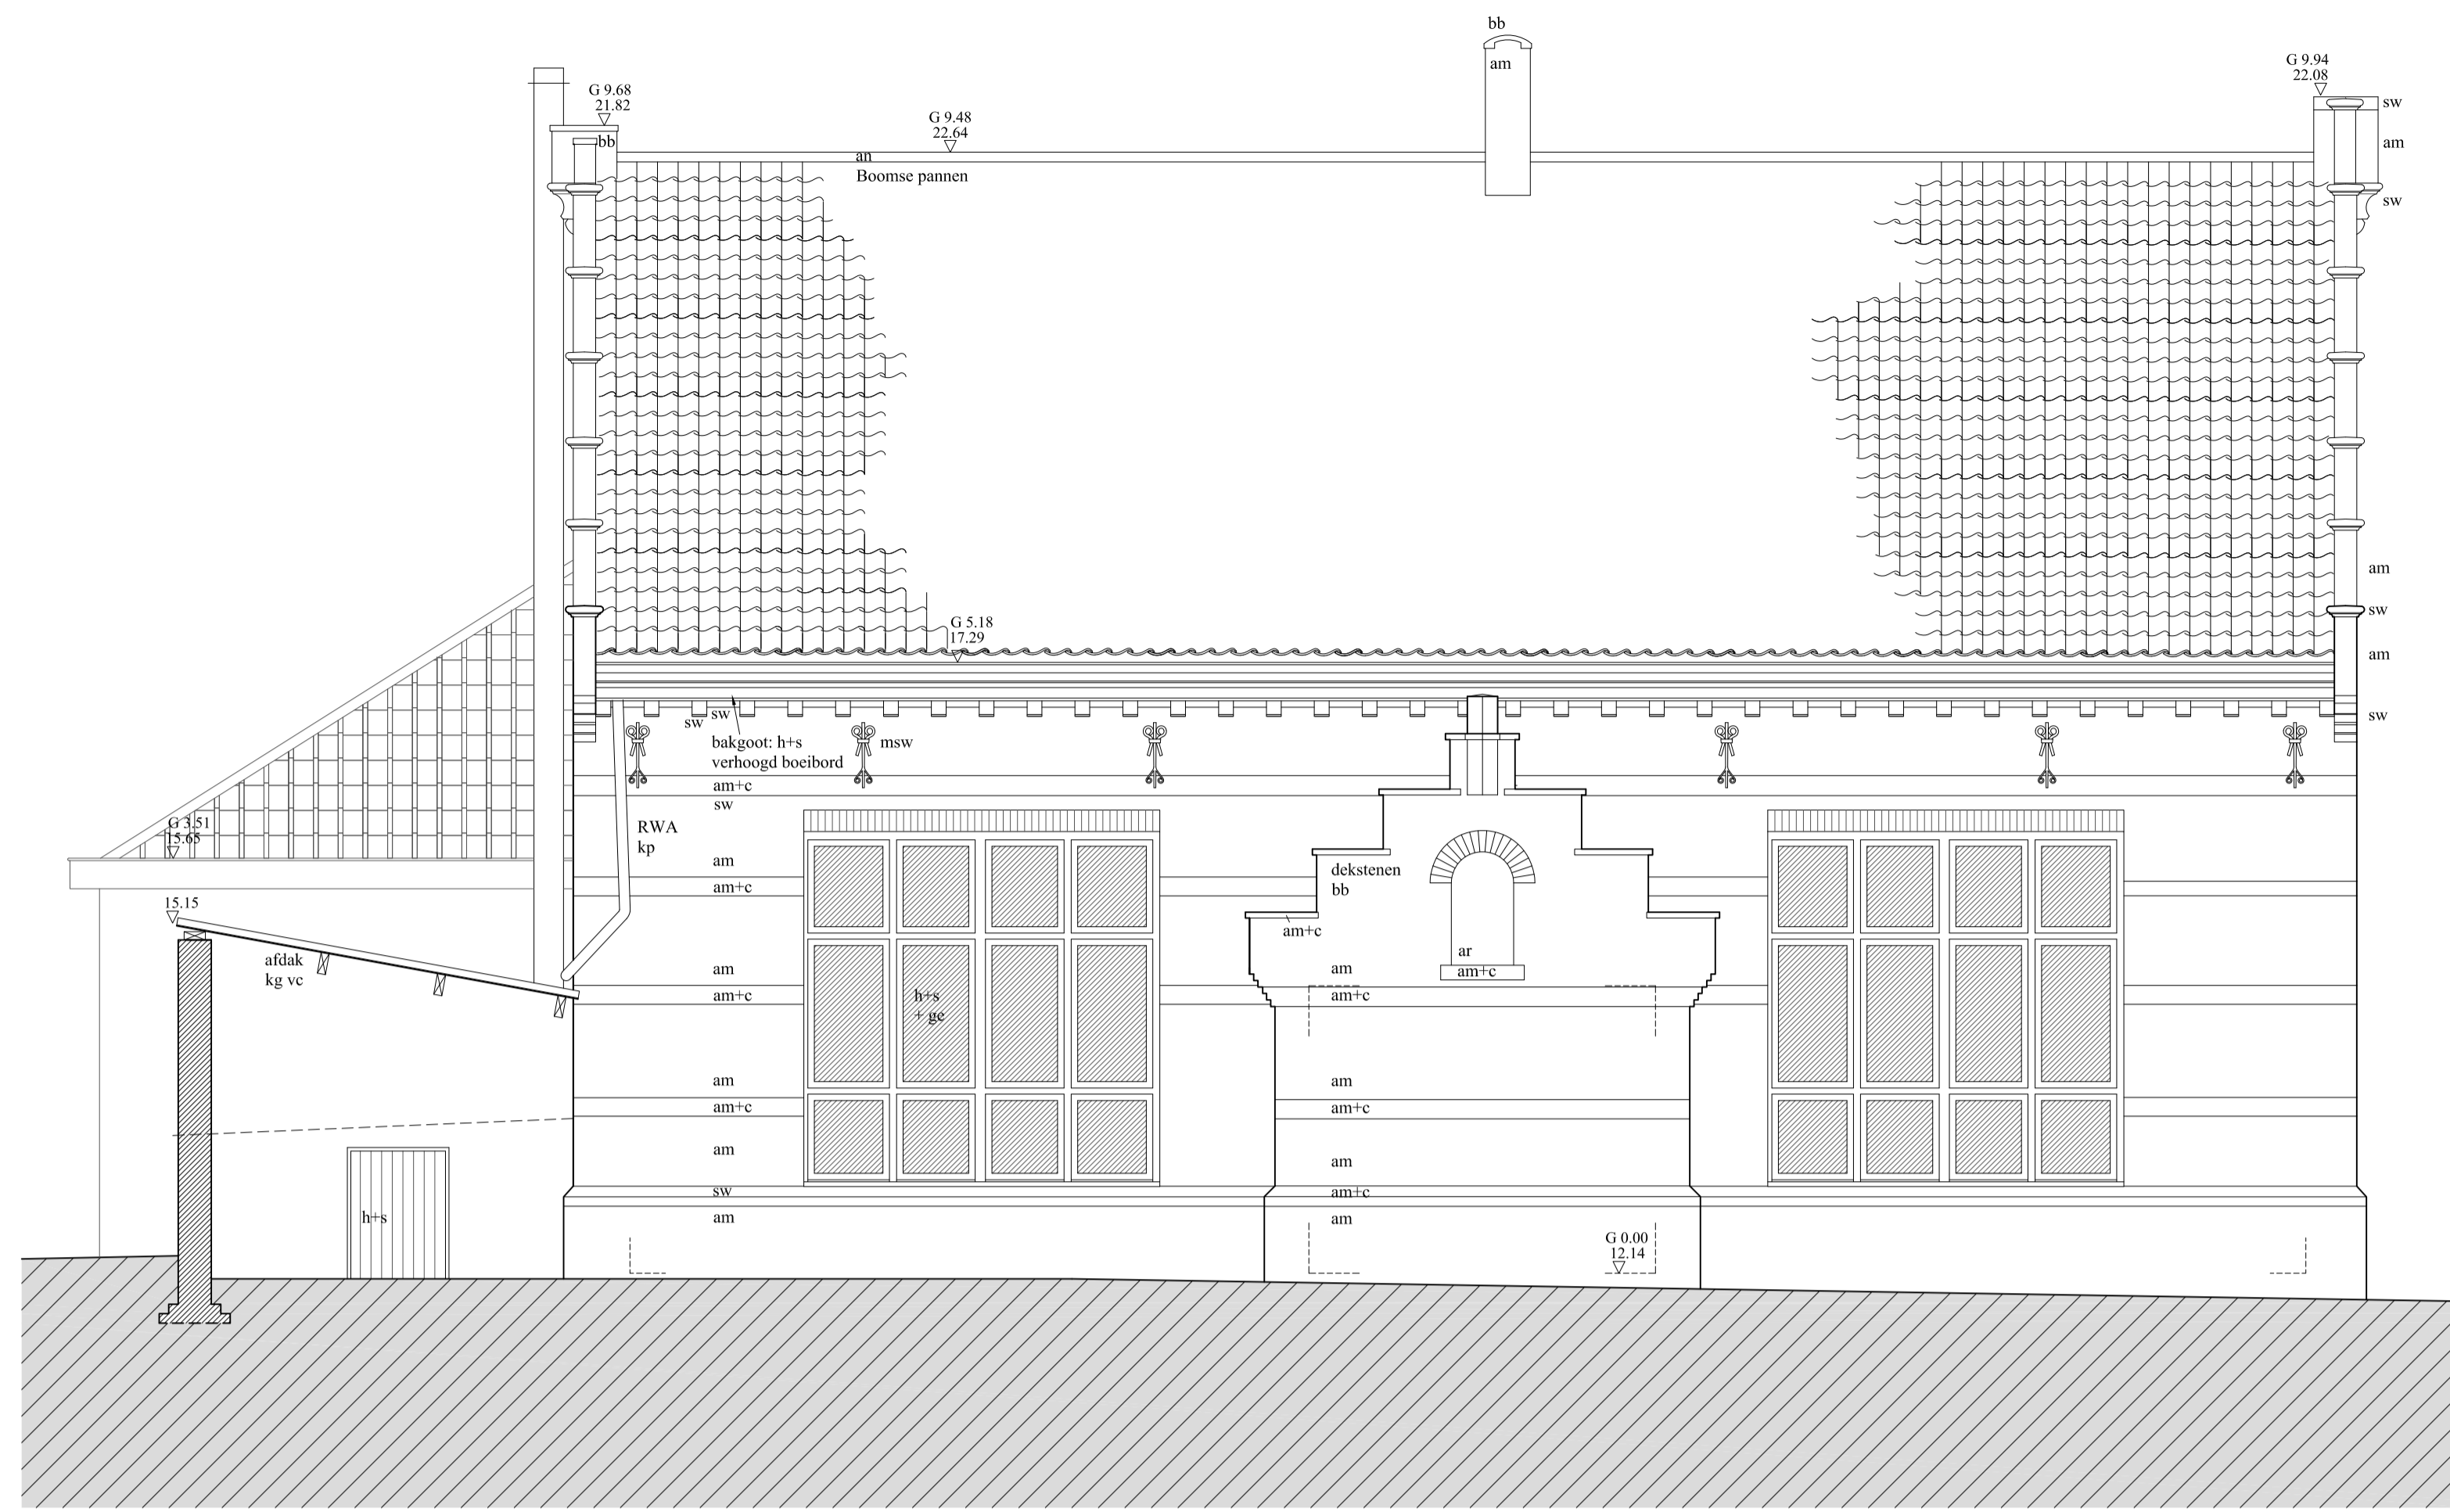 bb
am
G 9.94
22.08
G 9.68
21.82
sw
G 9.48
22.64
bb
am
an
Boomse pannen
sw
am
sw
G 5.18
17.29
am
sw
sw
sw
bakgoot: h+s
verhoogd boeibord
msw
am+c
sw
G 3.51
15.65
RWA
kp
am
am+c
dekstenen
bb
15.15
am+c
afdak
kg vc
am
am+c
h+s
+ ge
ar
am+c
am
am+c
am
am+c
am
am+c
am
am
sw
am+c
am
am
h+s
G 0.00
12.14